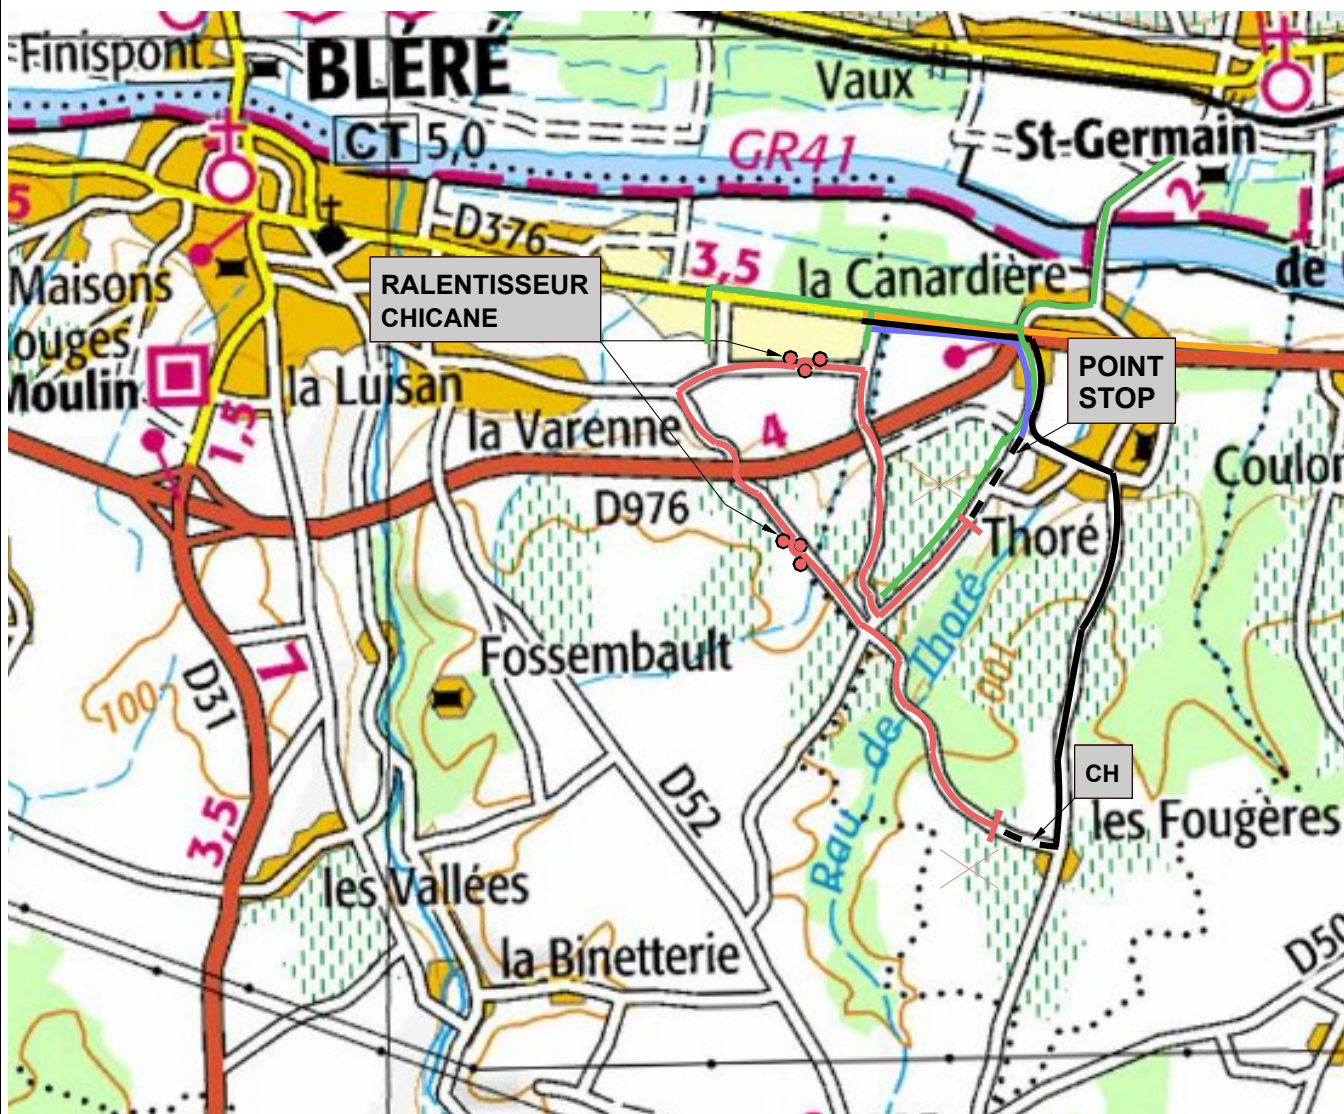 Finispont
BLÉRÉ
Vaux
CT 5,0
GR41
St-Germain
2
5
D376
3,5
la Canardière
de
Maisons
ouges
Moulin
RALENTISSEUR
CHICANE
la Luisan
1,5
la Varenne
4
POINT
STOP
D976
Thoré
Coulon
Fossembault
Rau de Thoré
100
100
7
D31
D52
3,5
CH
les Fougères
les Vallées
la Binetterie
D50